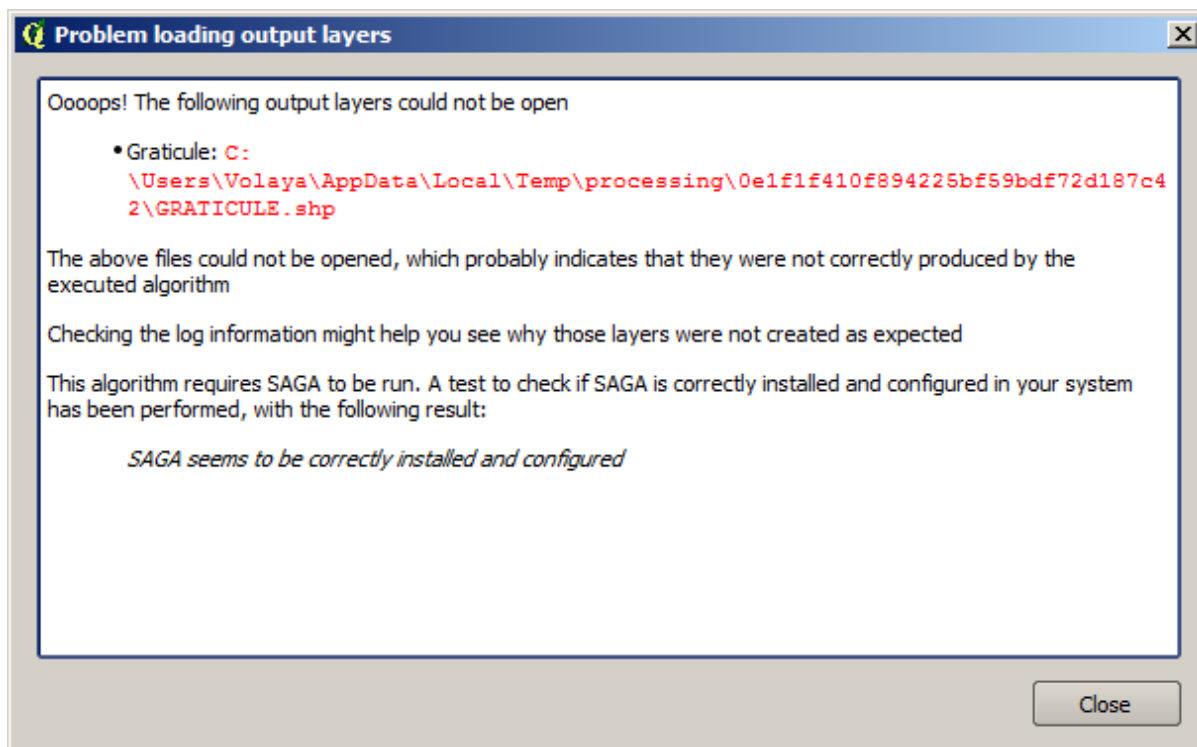 Problem loading output layers
Oooops! The following output layers could not be open
• Graticule: C:
\Users\Volaya\AppData\Local\Temp\processing\0e1f1f410f894225bf59bdf72d187c4
2\GRATICULE.shp
The above files could not be opened, which probably indicates that they were not correctly produced by the
executed algorithm
Checking the log information might help you see why those layers were not created as expected
This algorithm requires SAGA to be run. A test to check if SAGA is correctly installed and configured in your system
has been performed, with the following result:
SAGA seems to be correctly installed and configured
Close